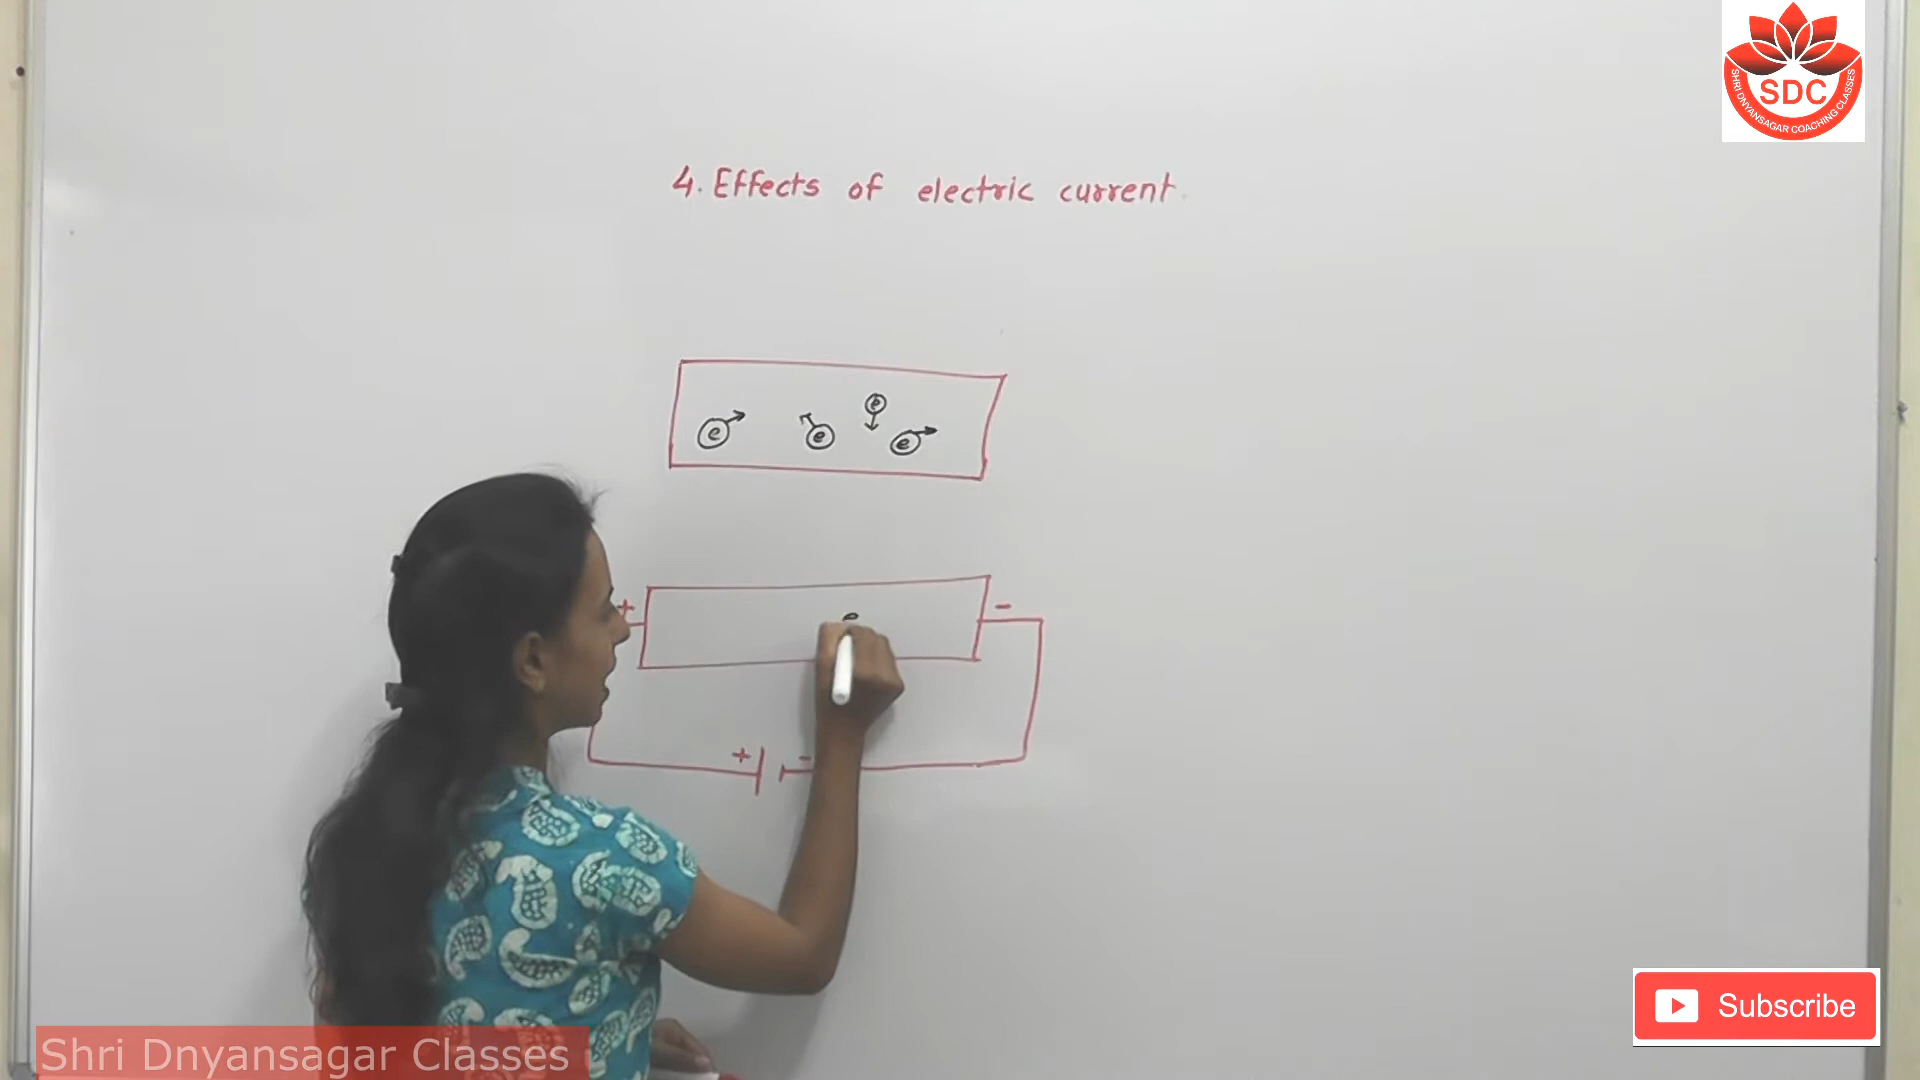 SDC
SHRI DNYANSAGAR COACHING CLASSES
4. Effects of electric current.
e e e e
+ -
+ -
Subscribe
Shri Dnyansagar Classes